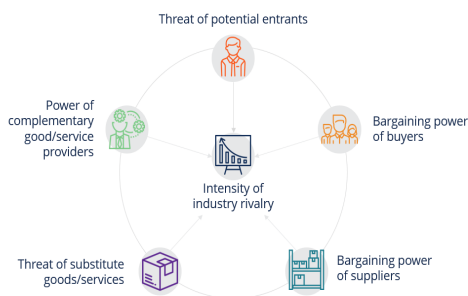 Threat of potential entrants
Power of
complementary
good/service
providers
Bargaining power
of buyers
Intensity of
industry rivalry
Threat of substitute
goods/services
Bargaining power
of suppliers